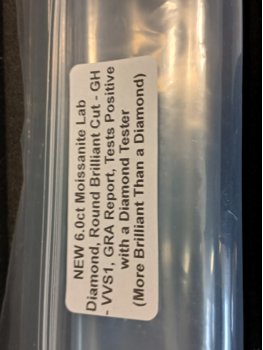 NEW 6.0ct Moissanite Lab
Diamond, Round Brilliant Cut - GH
- VVS1, GRA Report, Tests Positive
with a Diamond Tester
(More Brilliant Than a Diamond)